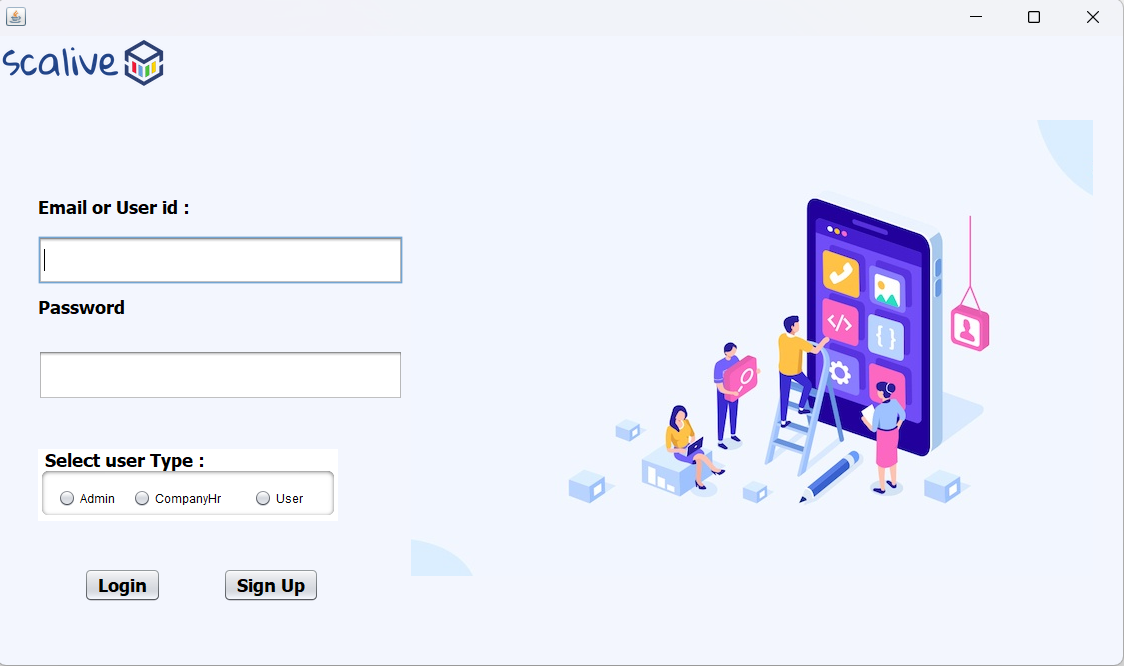 scalive
Email or User id :
Password
Select user Type :
Admin CompanyHr User
Login Sign Up